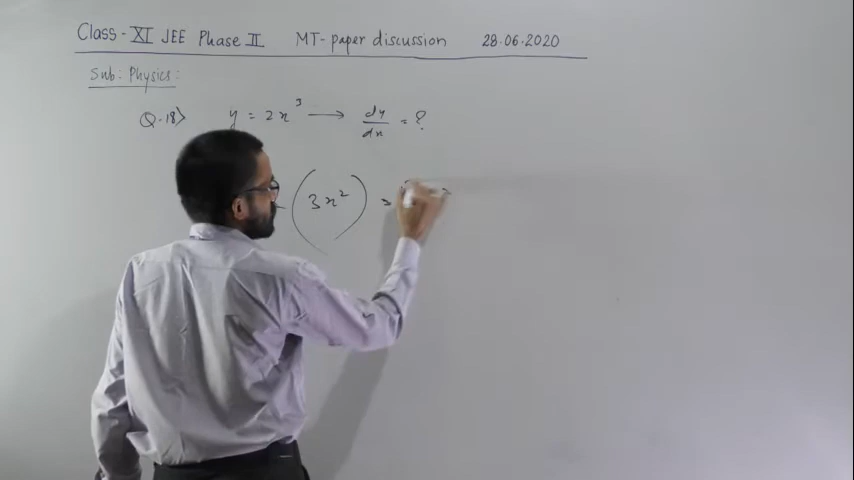 Class - XI JEE Phase II MT- paper discussion 28.06.2020
Sub: Physics:
Q.18> y = 2x³ → dy/dx = ?
(3x²) =